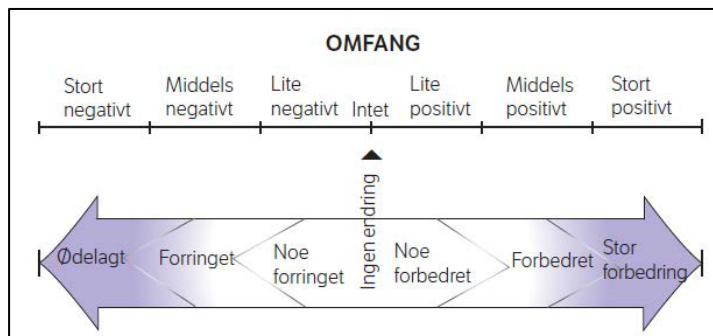 OMFANG
Stort negativt
Middels negativt
Lite negativt
Intet
Lite positivt
Middels positivt
Stort positivt
Ingen endring
Ødelagt
Forringet
Noe forringet
Noe forbedret
Forbedret
Stor forbedring